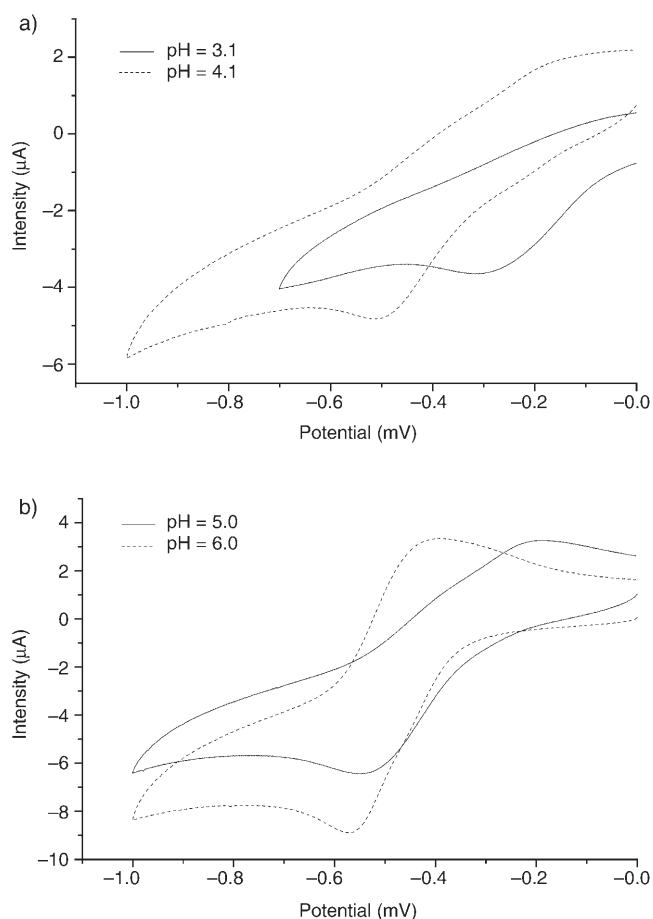 a)
pH = 3.1
pH = 4.1
2
0
−2
−4
−6
Intensity (μA)
−1.0 −0.8 −0.6 −0.4 −0.2 −0.0
Potential (mV)
b)
pH = 5.0
pH = 6.0
4
2
0
−2
−4
−6
−8
−10
Intensity (μA)
−1.0 −0.8 −0.6 −0.4 −0.2 −0.0
Potential (mV)